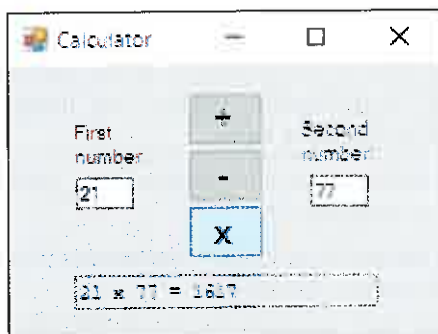 Calculator
First
number
21
+
-
X
Second
number
77
21 x 77 = 1617